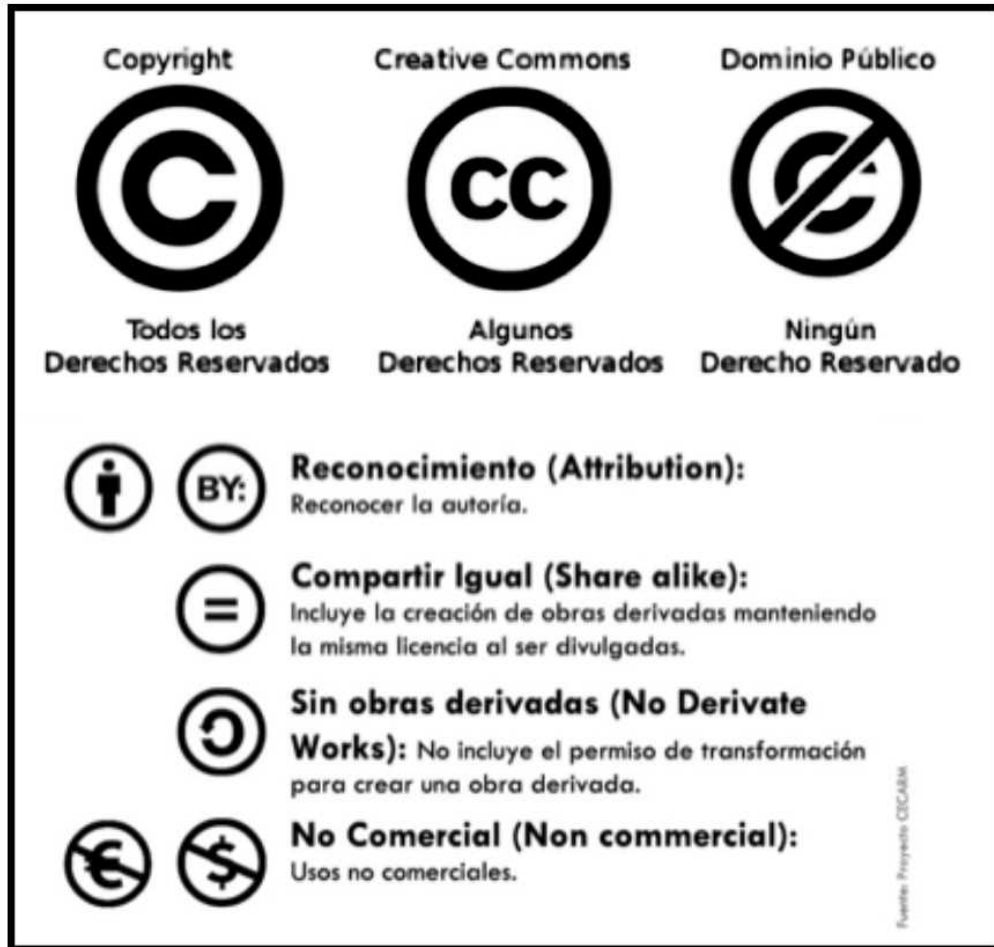 Copyright
Creative Commons
Dominio Público
C
CC
C
Todos los
Derechos Reservados
Algunos
Derechos Reservados
Ningún
Derecho Reservado
BY:
Reconocimiento (Attribution):
Reconocer la autoría.
=
Compartir Igual (Share alike):
Incluye la creación de obras derivadas manteniendo
la misma licencia al ser divulgadas.
Sin obras derivadas (No Derivate
Works): No incluye el permiso de transformación
para crear una obra derivada.
€
$
No Comercial (Non commercial):
Usos no comerciales.
Fuente: Proyecto CECARM